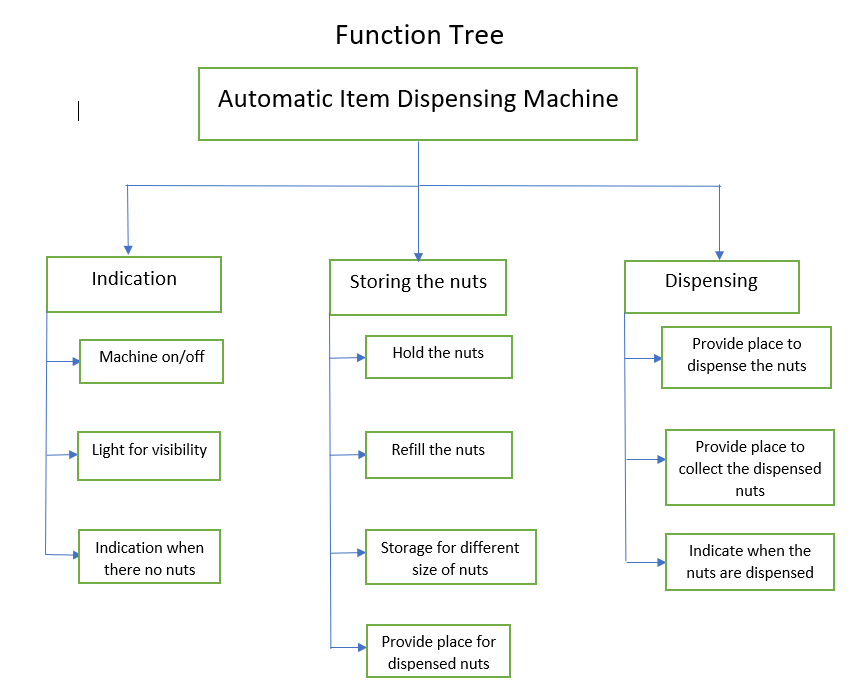 Function Tree
Automatic Item Dispensing Machine
Indication
Machine on/off
Light for visibility
Indication when
there no nuts
Storing the nuts
Hold the nuts
Refill the nuts
Storage for different
size of nuts
Provide place for
dispensed nuts
Dispensing
Provide place to
dispense the nuts
Provide place to
collect the dispensed
nuts
Indicate when the
nuts are dispensed